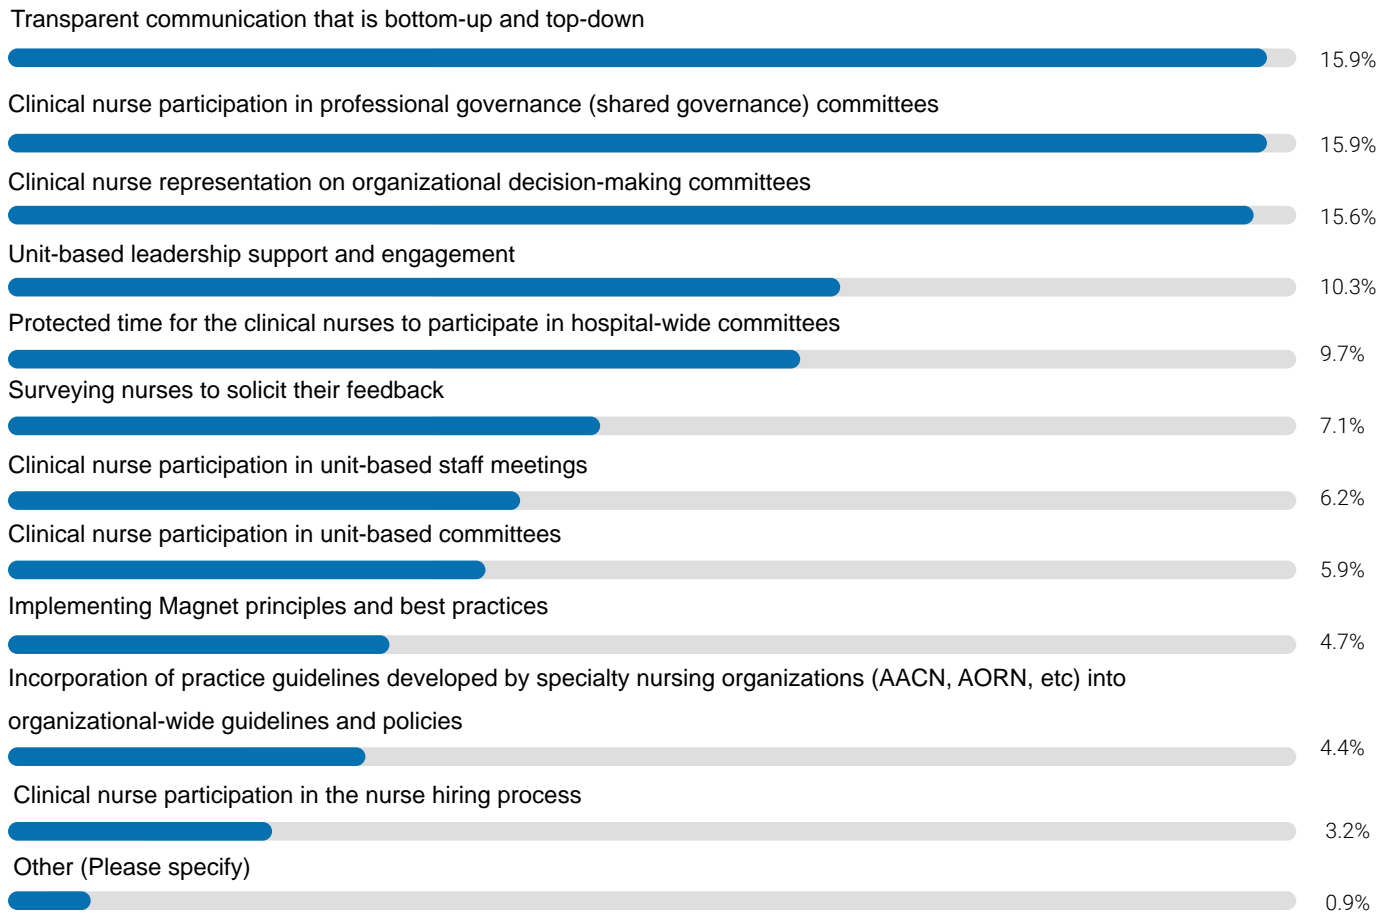 Transparent communication that is bottom-up and top-down
15.9%
Clinical nurse participation in professional governance (shared governance) committees
15.9%
Clinical nurse representation on organizational decision-making committees
15.6%
Unit-based leadership support and engagement
10.3%
Protected time for the clinical nurses to participate in hospital-wide committees
9.7%
Surveying nurses to solicit their feedback
7.1%
Clinical nurse participation in unit-based staff meetings
6.2%
Clinical nurse participation in unit-based committees
5.9%
Implementing Magnet principles and best practices
4.7%
Incorporation of practice guidelines developed by specialty nursing organizations (AACN, AORN, etc) into
organizational-wide guidelines and policies
4.4%
Clinical nurse participation in the nurse hiring process
3.2%
Other (Please specify)
0.9%